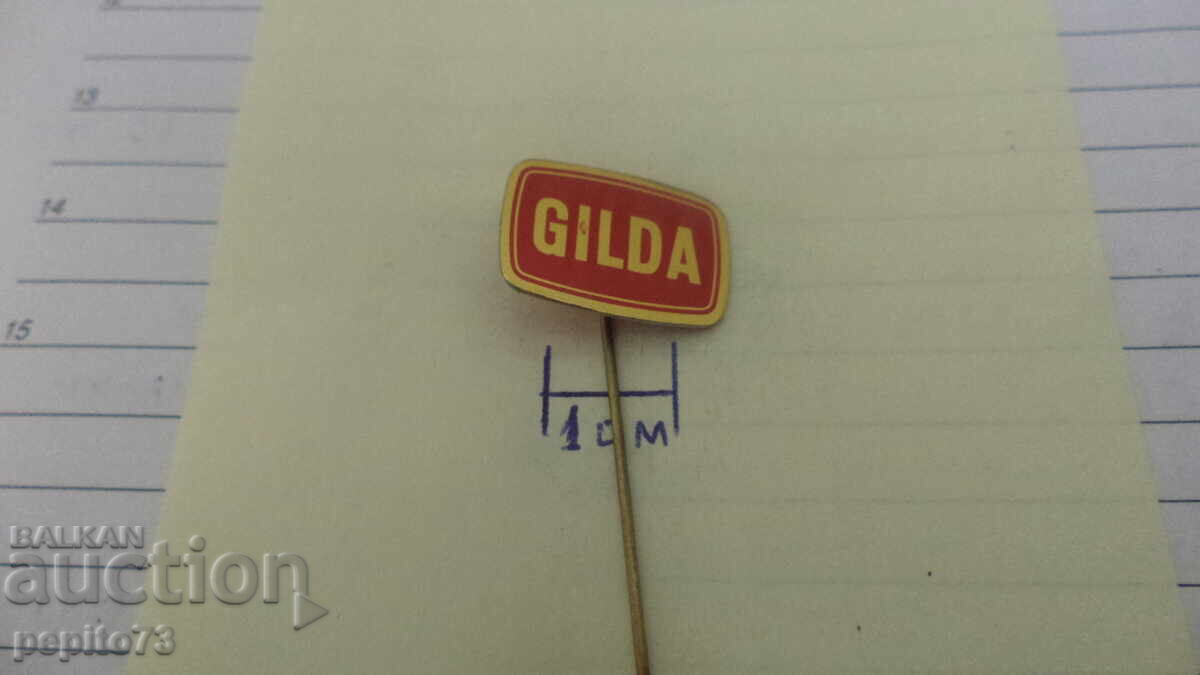 13
14
15
GILDA
1 cm
BALKAN
auction
pepito73